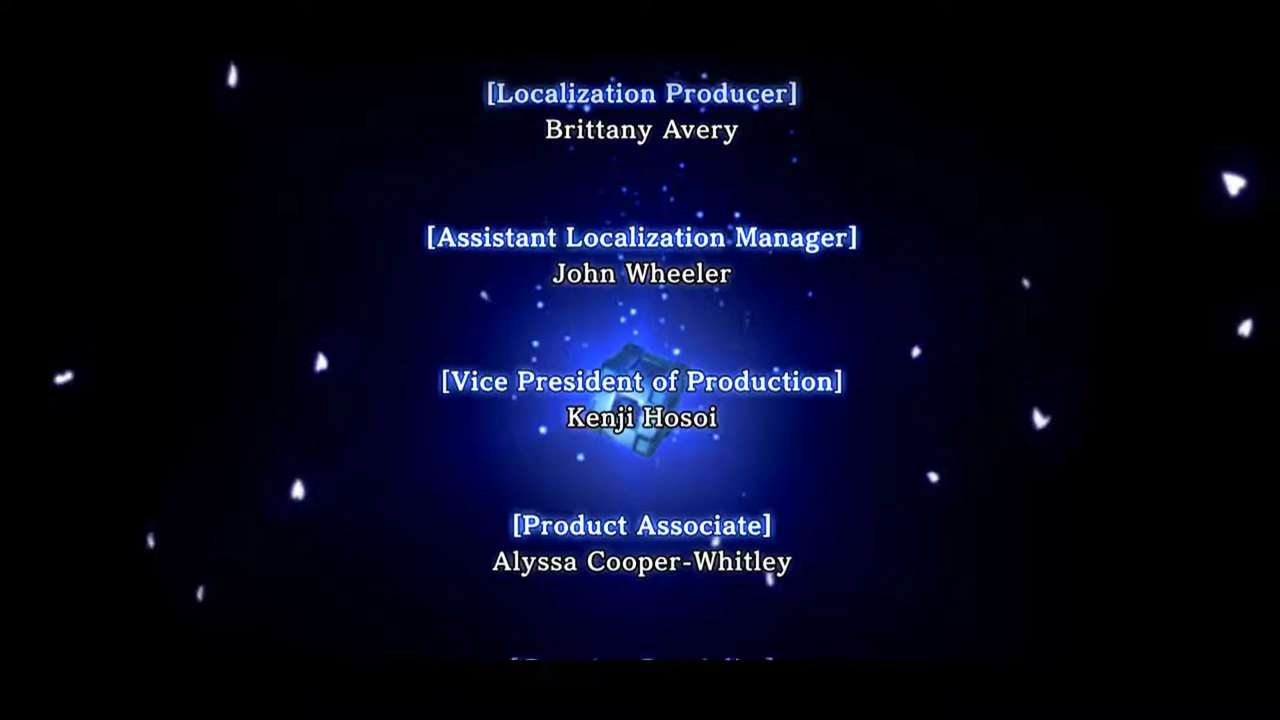 [Localization Producer]
Brittany Avery
[Assistant Localization Manager]
John Wheeler
[Vice President of Production]
Kenji Hosoi
[Product Associate]
Alyssa Cooper-Whitley